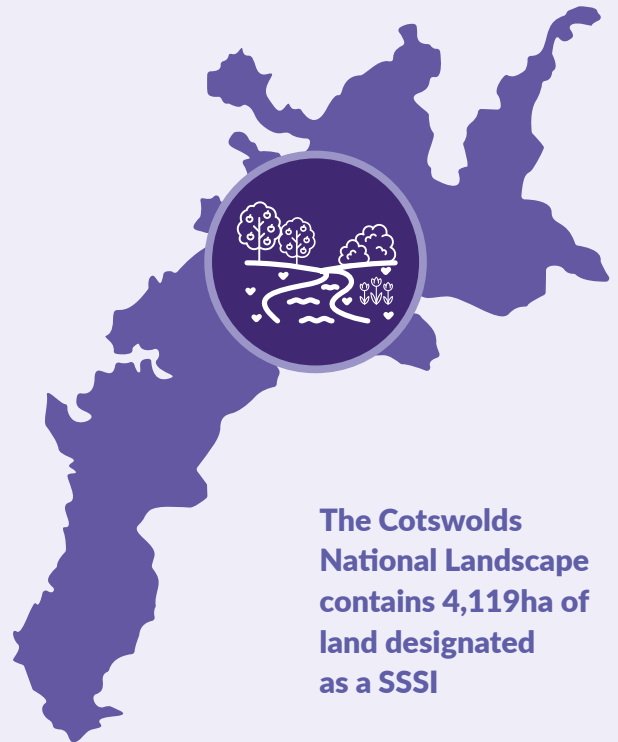 The Cotswolds
National Landscape
contains 4,119ha of
land designated
as a SSSI